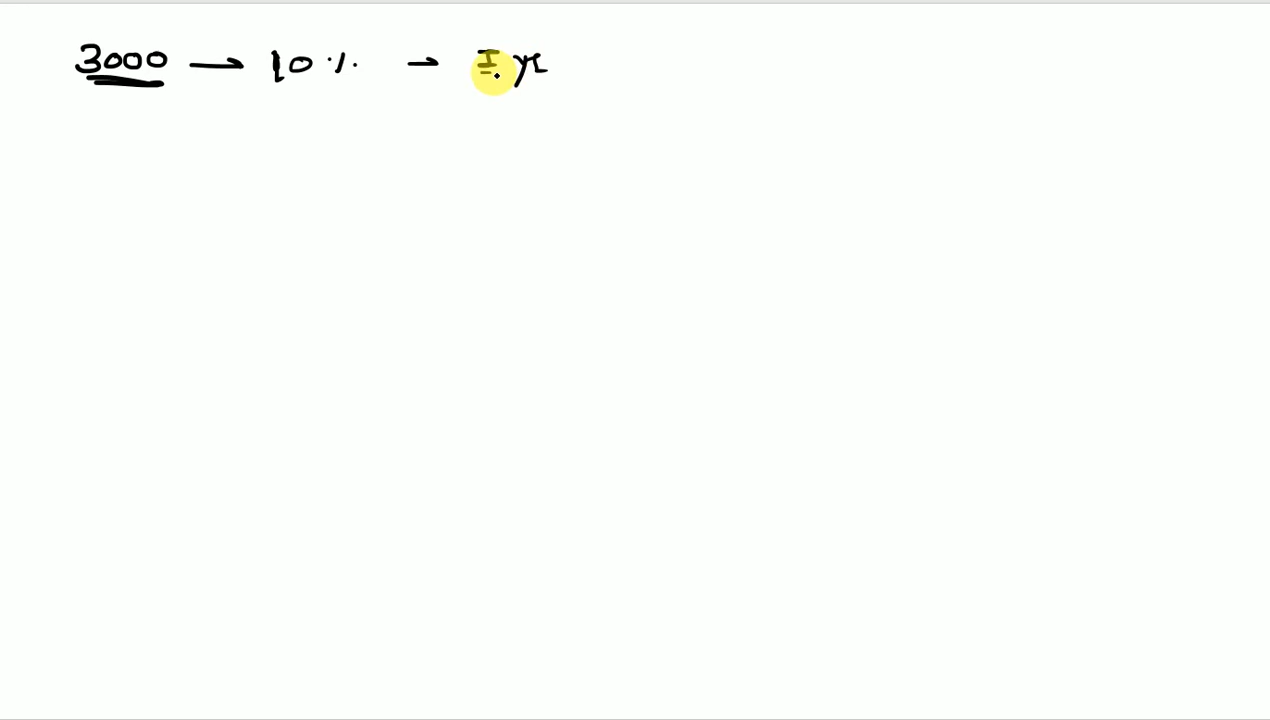 3000 → 10 % → I yr